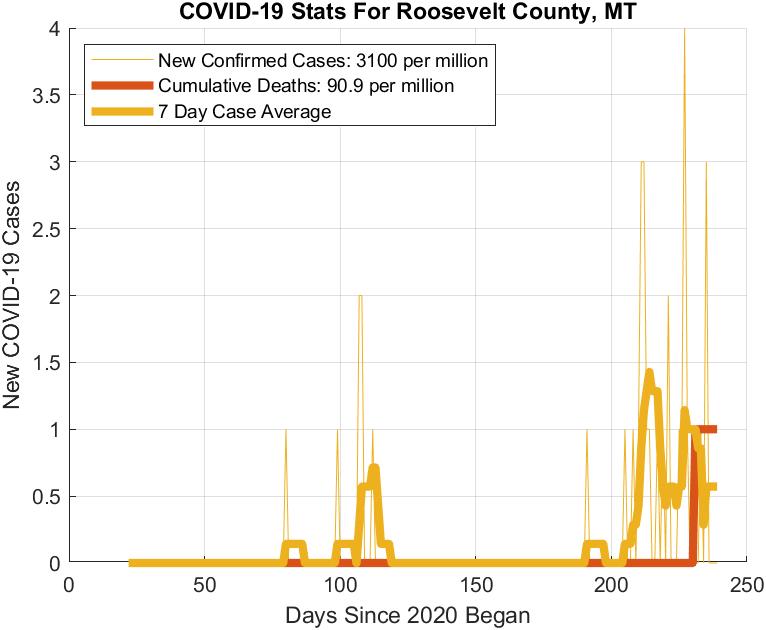 COVID-19 Stats For Roosevelt County, MT
New Confirmed Cases: 3100 per million
Cumulative Deaths: 90.9 per million
7 Day Case Average
New COVID-19 Cases
4
3.5
3
2.5
2
1.5
1
0.5
0
0 50 100 150 200 250
Days Since 2020 Began